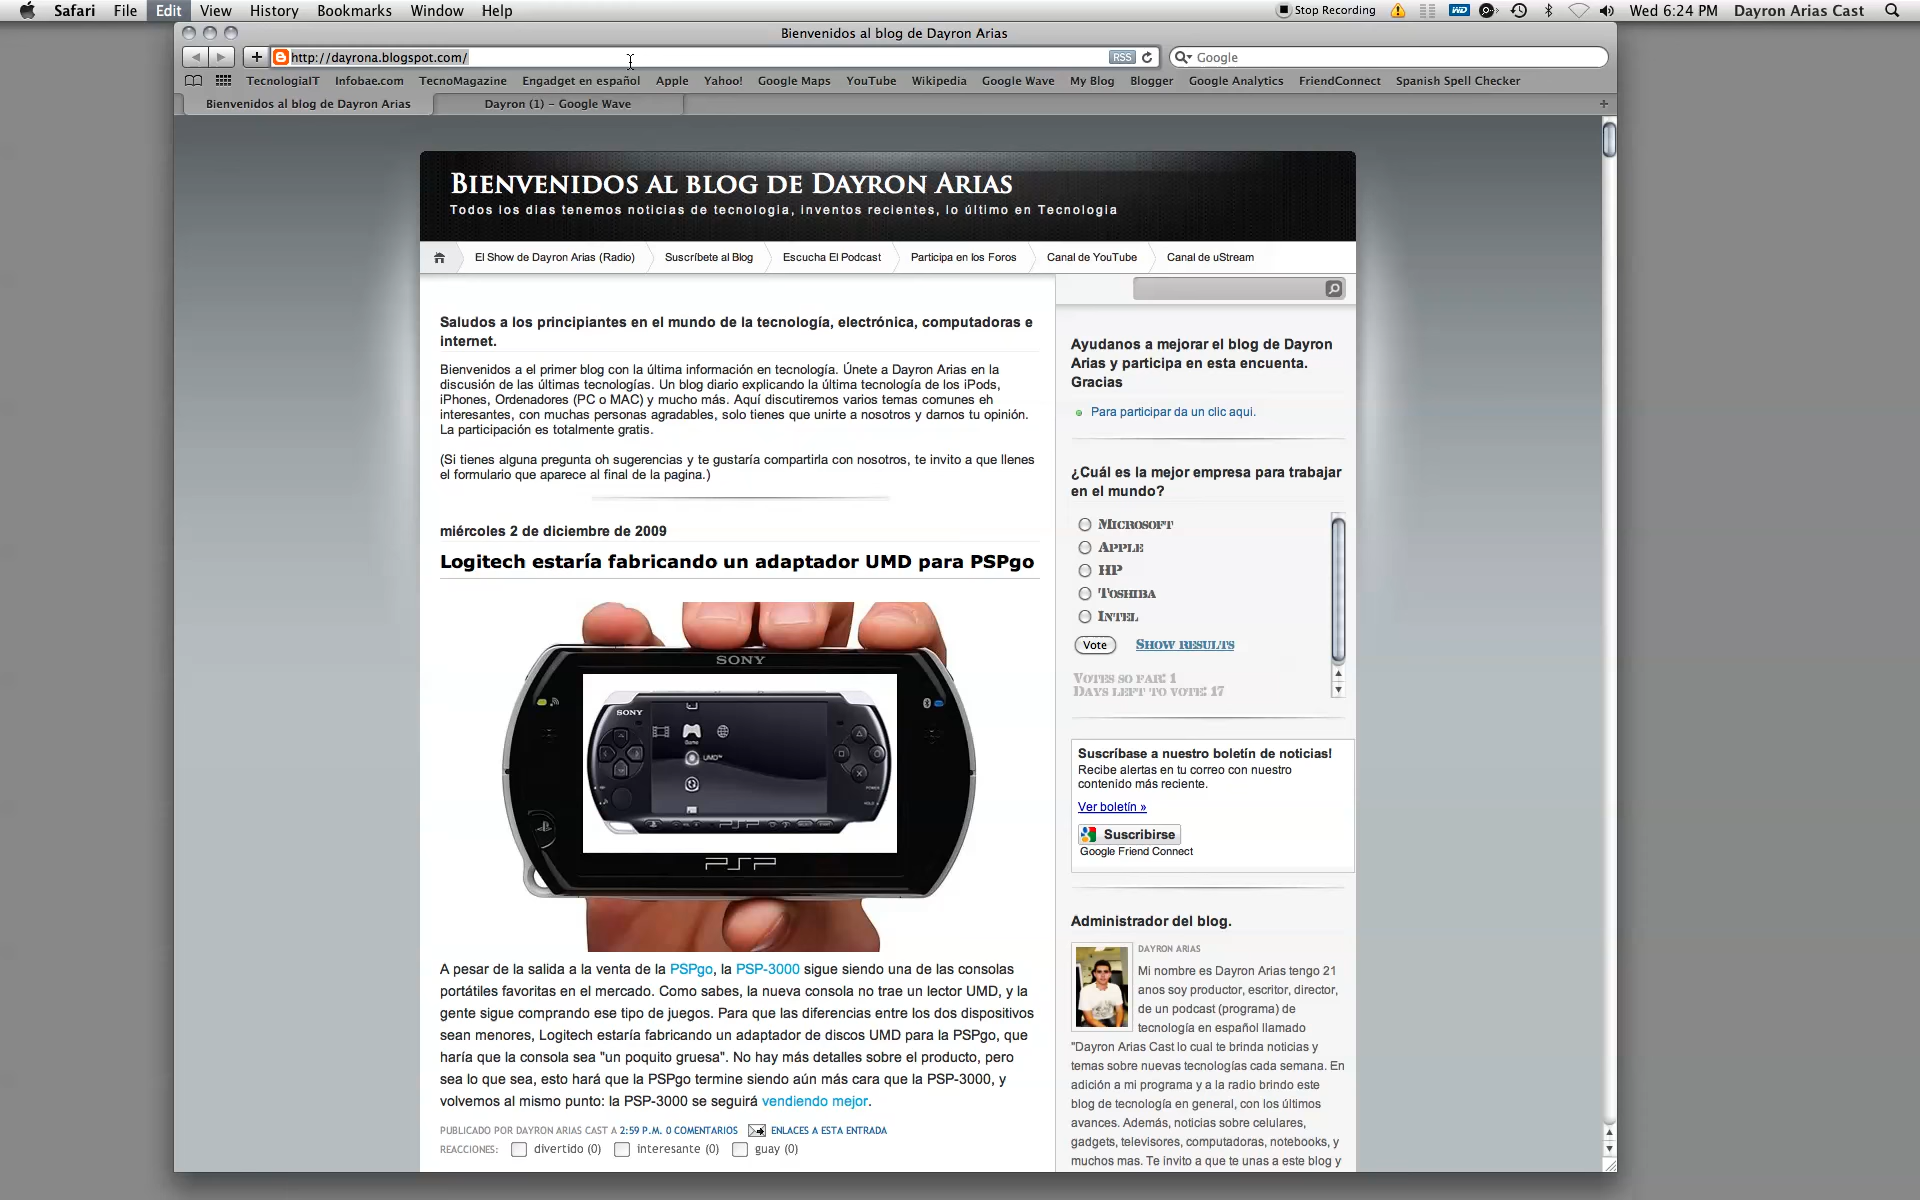 Safari File Edit View History Bookmarks Window Help
Stop Recording WD Wed 6:24 PM Dayron Arias Cast
Bienvenidos al blog de Dayron Arias
http://dayrona.blogspot.com/ RSS Google
TecnologiaIT Infobae.com TecnoMagazine Engadget en español Apple Yahoo! Google Maps YouTube Wikipedia Google Wave My Blog Blogger Google Analytics FriendConnect Spanish Spell Checker
Bienvenidos al blog de Dayron Arias Dayron (1) – Google Wave
Bienvenidos al blog de Dayron Arias
Todos los dias tenemos noticias de tecnologia, inventos recientes, lo último en Tecnologia
El Show de Dayron Arias (Radio) Suscríbete al Blog Escucha El Podcast Participa en los Foros Canal de YouTube Canal de uStream
Saludos a los principiantes en el mundo de la tecnología, electrónica, computadoras e
internet.
Bienvenidos a el primer blog con la última información en tecnología. Únete a Dayron Arias en la
discusión de las últimas tecnologías. Un blog diario explicando la última tecnología de los iPods,
iPhones, Ordenadores (PC o MAC) y mucho más. Aquí discutiremos varios temas comunes eh
interesantes, con muchas personas agradables, solo tienes que unirte a nosotros y darnos tu opinión.
La participación es totalmente gratis.
(Si tienes alguna pregunta oh sugerencias y te gustaría compartirla con nosotros, te invito a que llenes
el formulario que aparece al final de la pagina.)
miércoles 2 de diciembre de 2009
Logitech estaría fabricando un adaptador UMD para PSPgo
SONY
SONY
Game
UMD™
PSP
PSP
A pesar de la salida a la venta de la PSPgo, la PSP-3000 sigue siendo una de las consolas
portátiles favoritas en el mercado. Como sabes, la nueva consola no trae un lector UMD, y la
gente sigue comprando ese tipo de juegos. Para que las diferencias entre los dos dispositivos
sean menores, Logitech estaría fabricando un adaptador de discos UMD para la PSPgo, que
haría que la consola sea "un poquito gruesa". No hay más detalles sobre el producto, pero
sea lo que sea, esto hará que la PSPgo termine siendo aún más cara que la PSP-3000, y
volvemos al mismo punto: la PSP-3000 se seguirá vendiendo mejor.
PUBLICADO POR DAYRON ARIAS CAST A 2:59 P.M. 0 COMENTARIOS ENLACES A ESTA ENTRADA
REACCIONES: divertido (0) interesante (0) guay (0)
Ayudanos a mejorar el blog de Dayron
Arias y participa en esta encuenta.
Gracias
Para participar da un clic aqui.
¿Cuál es la mejor empresa para trabajar
en el mundo?
Microsoft
Apple
HP
Toshiba
Intel
Vote Show results
Votes so far: 1
Days left to vote: 17
Suscríbase a nuestro boletín de noticias!
Recibe alertas en tu correo con nuestro
contenido más reciente.
Ver boletín »
Suscribirse
Google Friend Connect
Administrador del blog.
DAYRON ARIAS
Mi nombre es Dayron Arias tengo 21
anos soy productor, escritor, director,
de un podcast (programa) de
tecnología en español llamado
"Dayron Arias Cast lo cual te brinda noticias y
temas sobre nuevas tecnologías cada semana. En
adición a mi programa y a la radio brindo este
blog de tecnología en general, con los últimos
avances. Además, noticias sobre celulares,
gadgets, televisores, computadoras, notebooks, y
muchos mas. Te invito a que te unas a este blog y